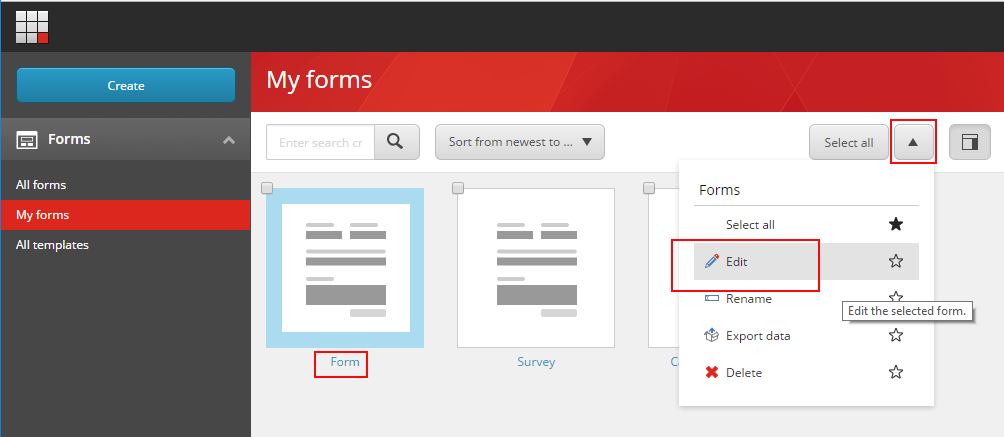 My forms
Create
Forms
All forms
My forms
All templates
Enter search cr
Sort from newest to ...
Select all
Forms
Select all
Edit
Rename
Edit the selected form.
Export data
Delete
Form
Survey